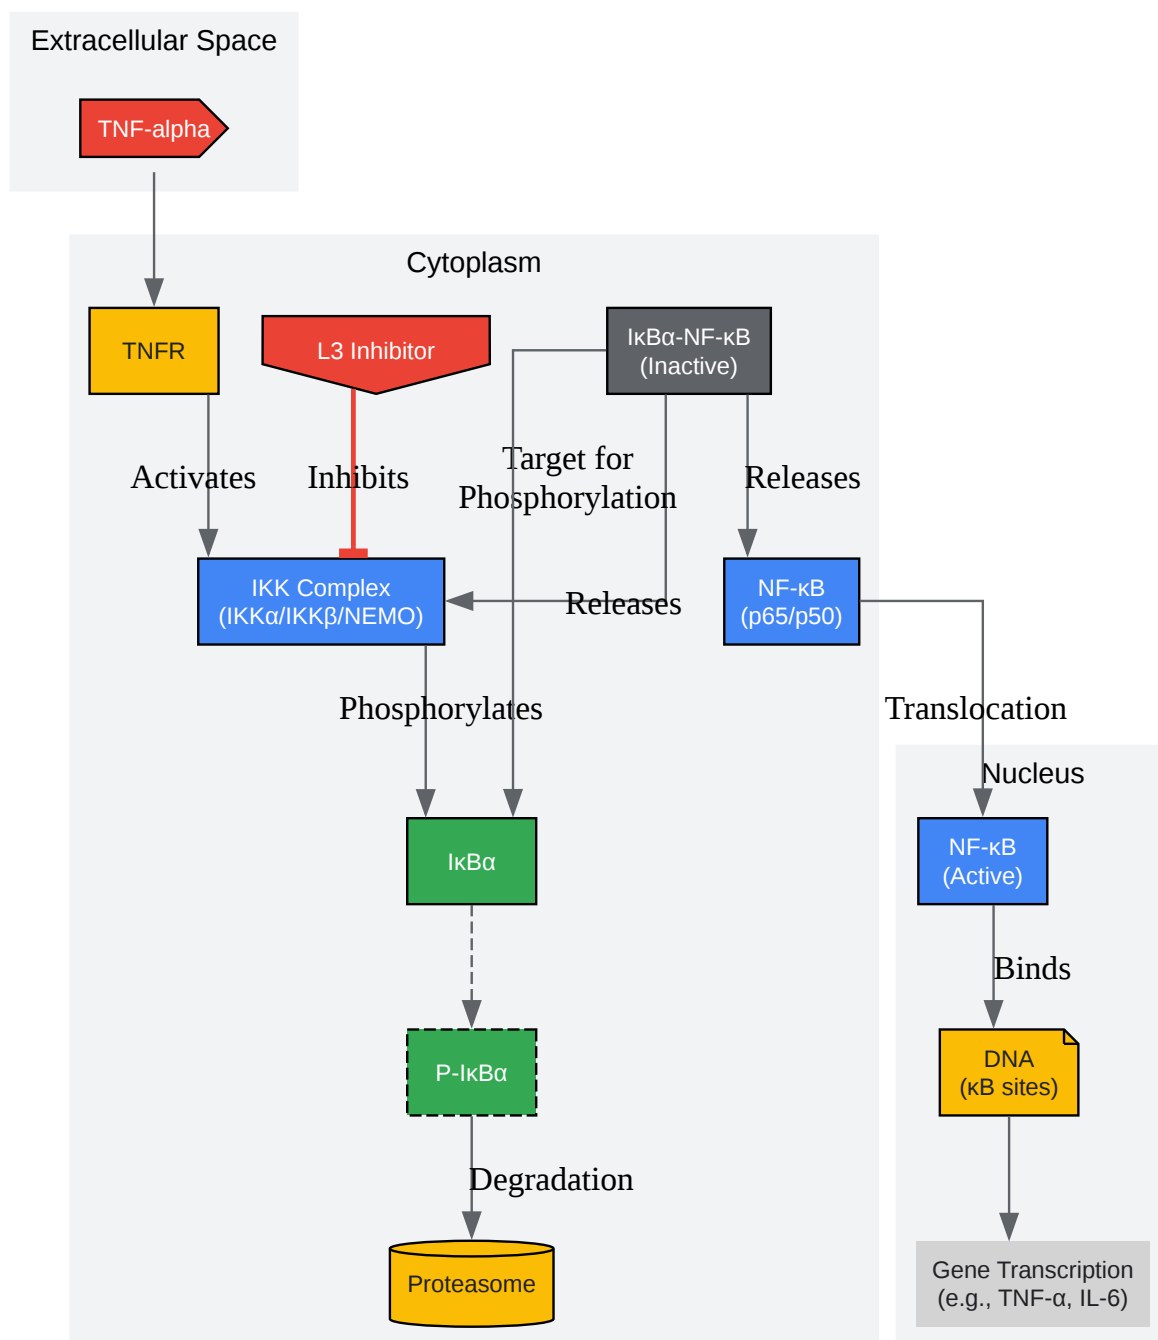 Extracellular Space
TNF-alpha
Cytoplasm
TNFR
L3 Inhibitor
IκBα-NF-κB
(Inactive)
Activates
Inhibits
Target for
Phosphorylation
Releases
IKK Complex
(IKKα/IKKβ/NEMO)
Releases
NF-κB
(p65/p50)
Phosphorylates
Translocation
Nucleus
IκBα
NF-κB
(Active)
Binds
P-IκBα
DNA
(κB sites)
Degradation
Proteasome
Gene Transcription
(e.g., TNF-α, IL-6)